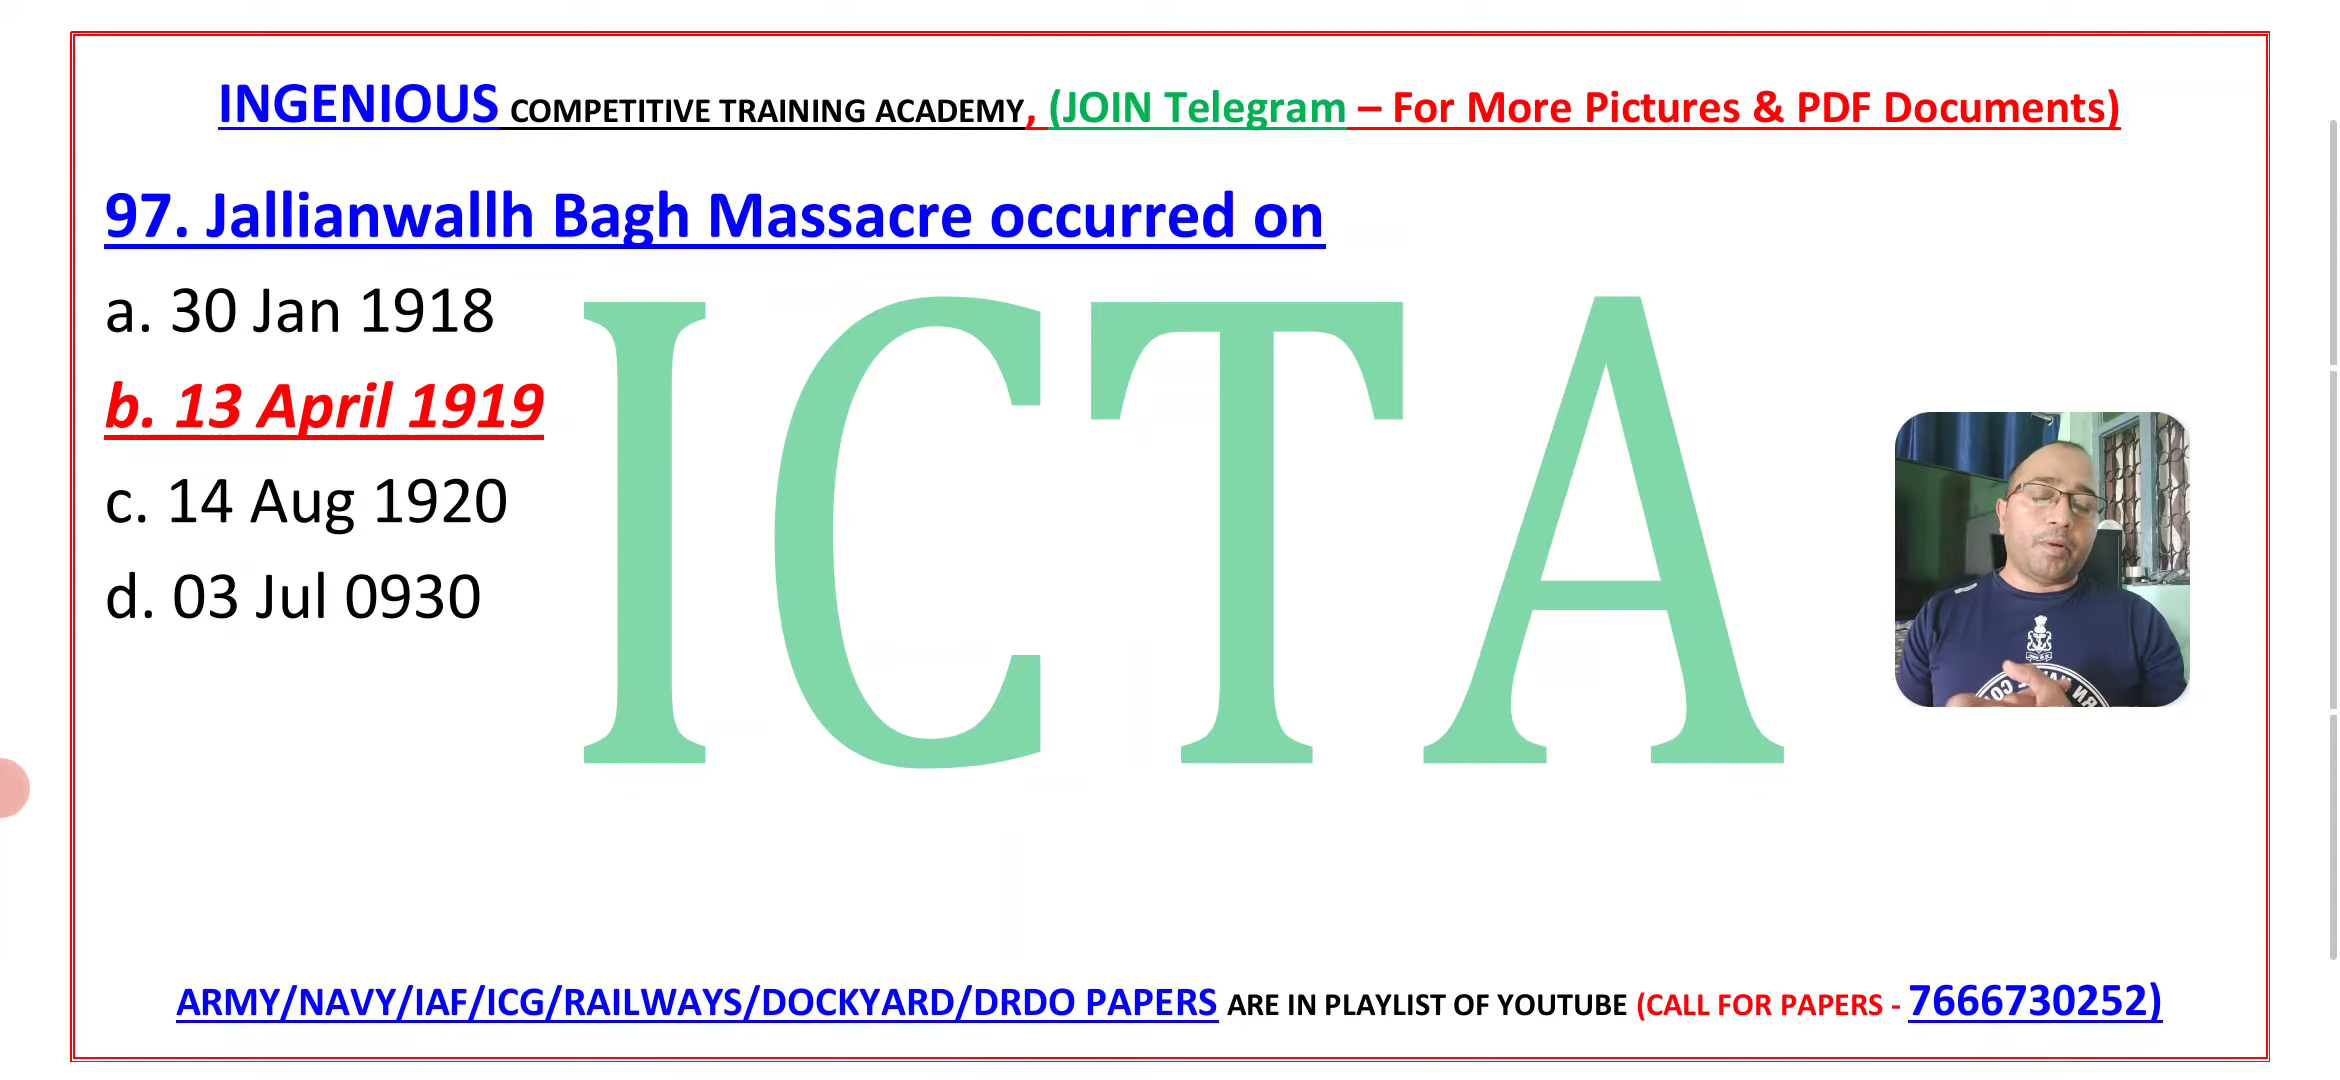 INGENIOUS COMPETITIVE TRAINING ACADEMY, (JOIN Telegram – For More Pictures & PDF Documents)
97. Jallianwallh Bagh Massacre occurred on
a. 30 Jan 1918
b. 13 April 1919
c. 14 Aug 1920
d. 03 Jul 0930
ICTA
ARMY/NAVY/IAF/ICG/RAILWAYS/DOCKYARD/DRDO PAPERS ARE IN PLAYLIST OF YOUTUBE (CALL FOR PAPERS - 7666730252)